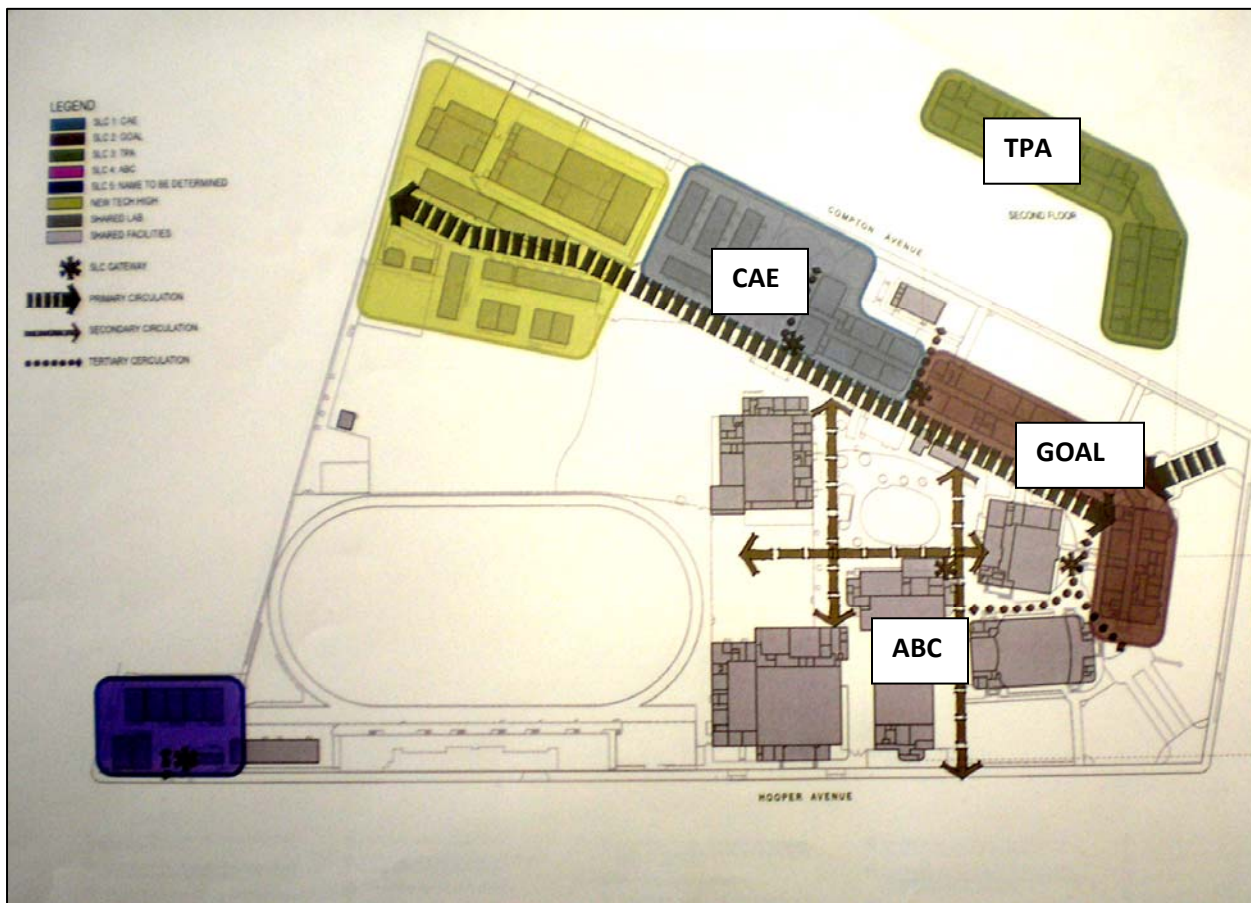 LEGEND
SLC 1: CAE
SLC 2: GOAL
SLC 3: TPA
SLC 4: ABC
SLC 5: NAME TO BE DETERMINED
NEW TECH HIGH
SHARED LAB
SHARED FACILITIES
SLC GATEWAY
PRIMARY CIRCULATION
SECONDARY CIRCULATION
TERTIARY CERCULATION
TPA
SECOND FLOOR
COMPTON AVENUE
CAE
GOAL
ABC
HOOPER AVENUE